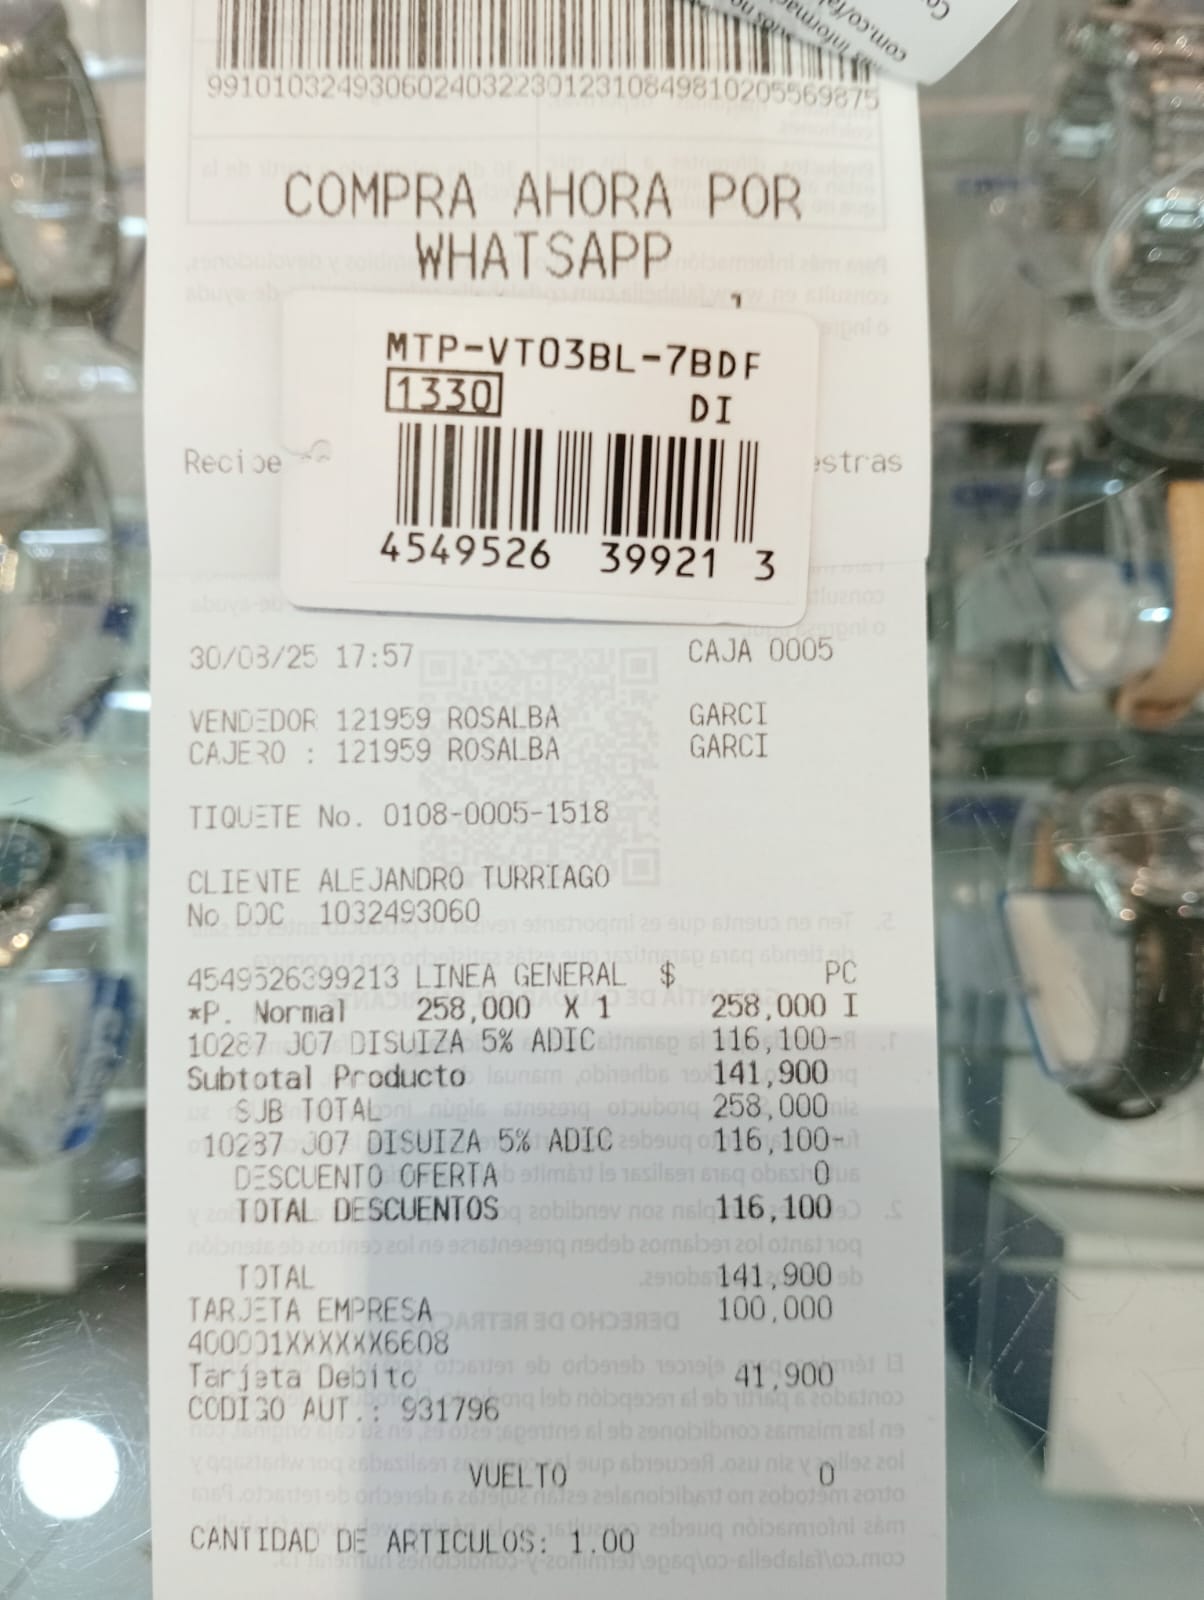 99101032493060240322301231084981020556987​5
COMPRA AHORA POR
WHATSAPP
MTP-VT03BL-7BDF
1330 DI
Recibe estras
4549526 39921 3
30/08/25 17:57 CAJA 0005
VENDEDOR 121959 ROSALBA GARCI
CAJERO : 121959 ROSALBA GARCI
TIQUETE No. 0108-0005-1518
CLIENTE ALEJANDRO TURRIAGO
No.DOC 1032493060
4549526399213 LINEA GENERAL $ PC
*P. Normal 258,000 X 1 258,000 I
10287 J07 DISUIZA 5% ADIC 116,100-
Subtotal Producto 141,900
SUB TOTAL 258,000
10287 J07 DISUIZA 5% ADIC 116,100-
DESCUENTO OFERTA 0
TOTAL DESCUENTOS 116,100
TOTAL 141,900
TARJETA EMPRESA 100,000
400001XXXXXX6608
Tarjeta Debito 41,900
CODIGO AUT.: 931796
VUELTO 0
CANTIDAD DE ARTICULOS: 1.00